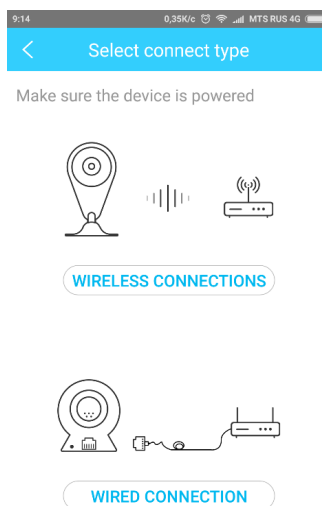 9:14 0,35K/c MTS RUS 4G
Select connect type
Make sure the device is powered
WIRELESS CONNECTIONS
WIRED CONNECTION